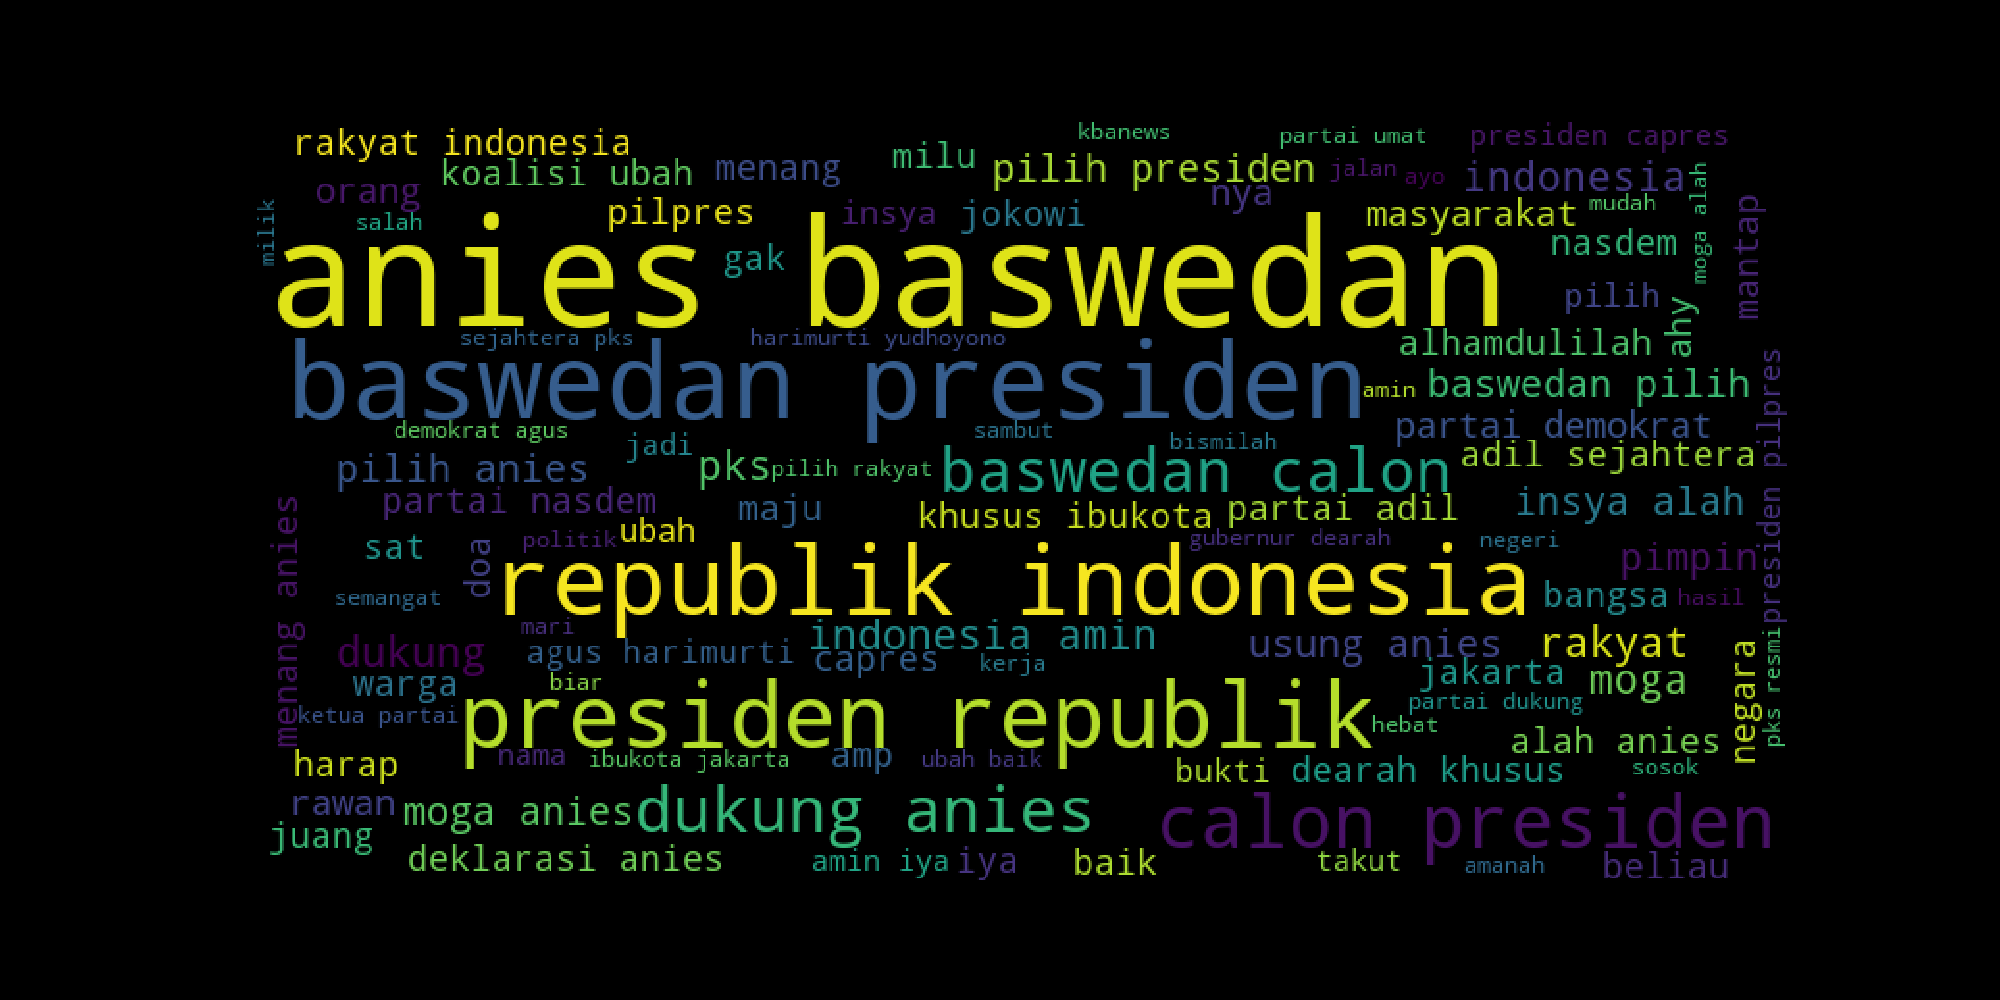 kbanews
partai umat
presiden capres
rakyat indonesia
koalisi ubah
menang
milu
pilih presiden
jalan
ayo
indonesia
moga alah
orang
nya
mudah
milik
salah
pilpres
insya
jokowi
masyarakat
mantap
anies baswedan
gak
nasdem
pilih
ahy
sejahtera pks
harimurti yudhoyono
alhamdulilah
baswedan presiden
amin
baswedan pilih
presiden pilpres
demokrat agus
jadi
sambut
bismilah
partai demokrat
pilih anies
pks
pilih rakyat
baswedan calon
adil sejahtera
partai nasdem
maju
khusus ibukota
partai adil
insya alah
menang anies
sat
doa
politik
ubah
gubernur dearah
negeri
pimpin
semangat
republik indonesia
bangsa
hasil
mari
dukung
agus harimurti
indonesia amin
capres
kerja
usung anies
rakyat
negara
pks resmi
warga
biar
jakarta
moga
ketua partai
presiden republik
partai dukung
hebat
harap
nama
ibukota jakarta
amp
ubah baik
alah anies
bukti
dearah khusus
sosok
rawan
moga anies
dukung anies
calon presiden
juang
deklarasi anies
amin iya
iya
baik
takut
amanah
beliau